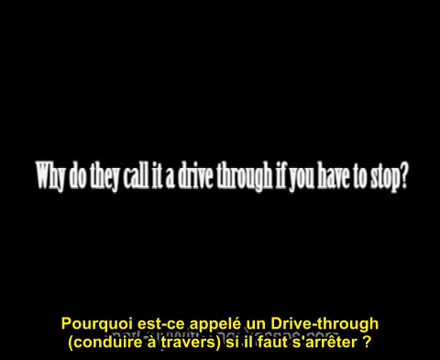 Why do they call it a drive through if you have to stop?
Pourquoi est-ce appelé un Drive-through
(conduire à travers) si il faut s'arrêter ?